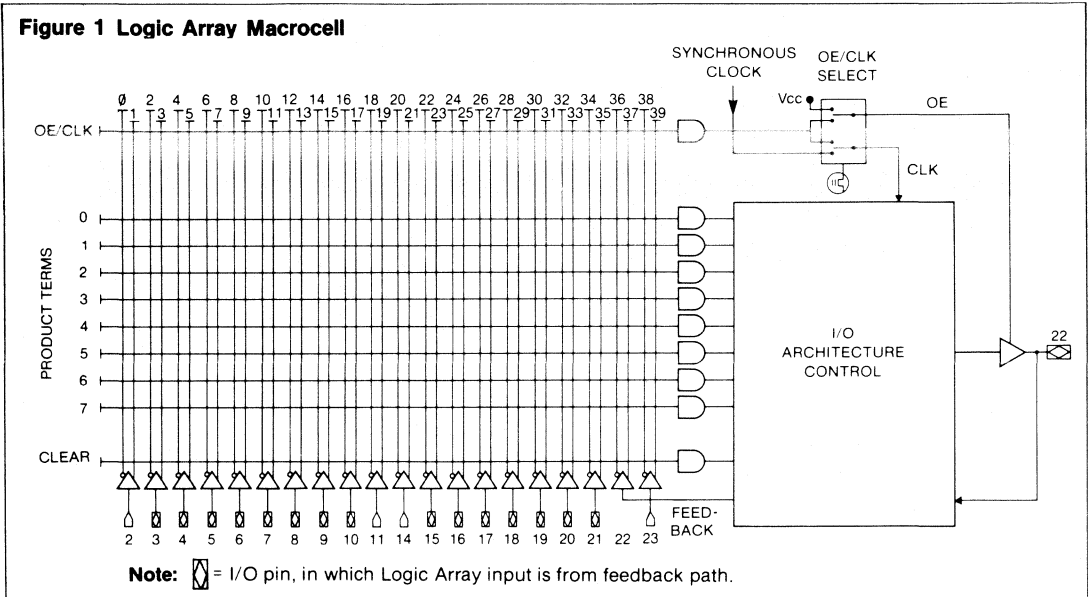 Figure 1 Logic Array Macrocell
SYNCHRONOUS
CLOCK
OE/CLK
SELECT
Ø 2 4 6 8 10 12 14 16 18 20 22 24 26 28 30 32 34 36 38
1 3 5 7 9 11 13 15 17 19 21 23 25 27 29 31 33 35 37 39
Vcc
OE
OE/CLK
CLK
PRODUCT TERMS
0
1
2
3
4
5
6
7
I/O
ARCHITECTURE
CONTROL
22
CLEAR
FEED-
BACK
2 3 4 5 6 7 8 9 10 11 14 15 16 17 18 19 20 21 22 23
Note: = I/O pin, in which Logic Array input is from feedback path.